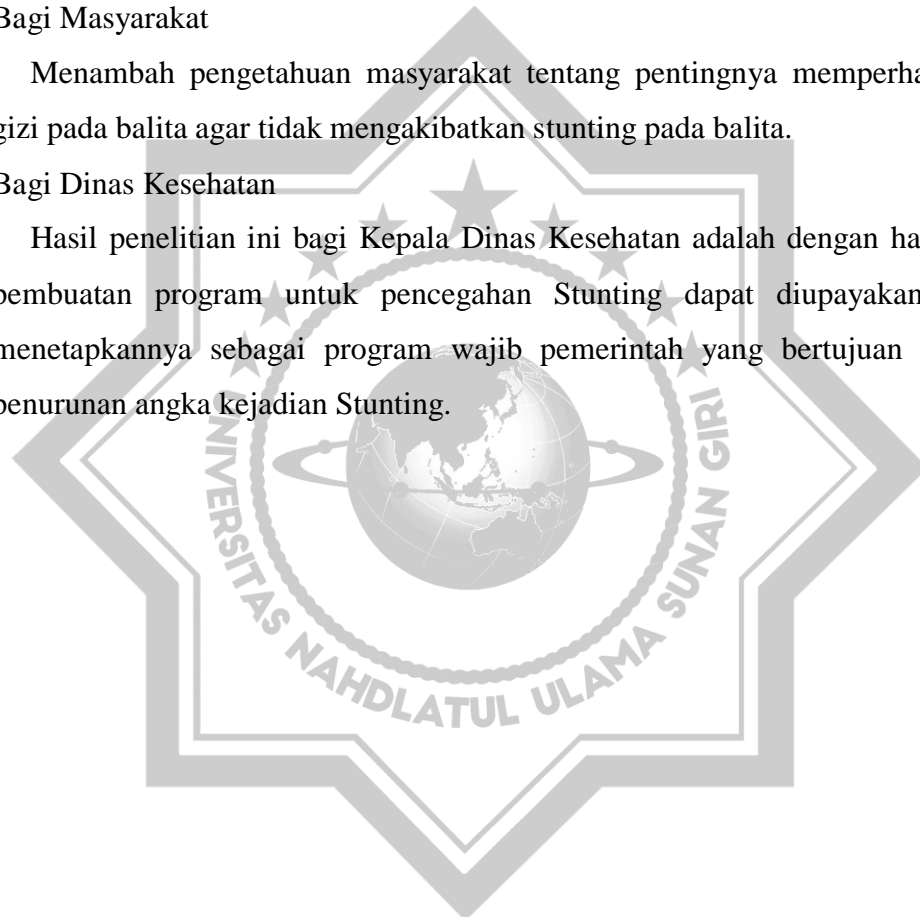 Bagi Masyarakat
Menambah pengetahuan masyarakat tentang pentingnya
gizi pada balita agar tidak mengakibatkan stunting pada balita.
Bagi Dinas Kesehatan
Hasil penelitian ini bagi Kepala Dinas Kesehatan adalah dengan
pembuatan program untuk pencegahan Stunting dapat diupayakan
menetapkannya sebagai program wajib pemerintah yang bertujuan
penurunan angka kejadian Stunting.
UNIVERSITAS NAHDLATUL ULAMA SUNAN GIRI